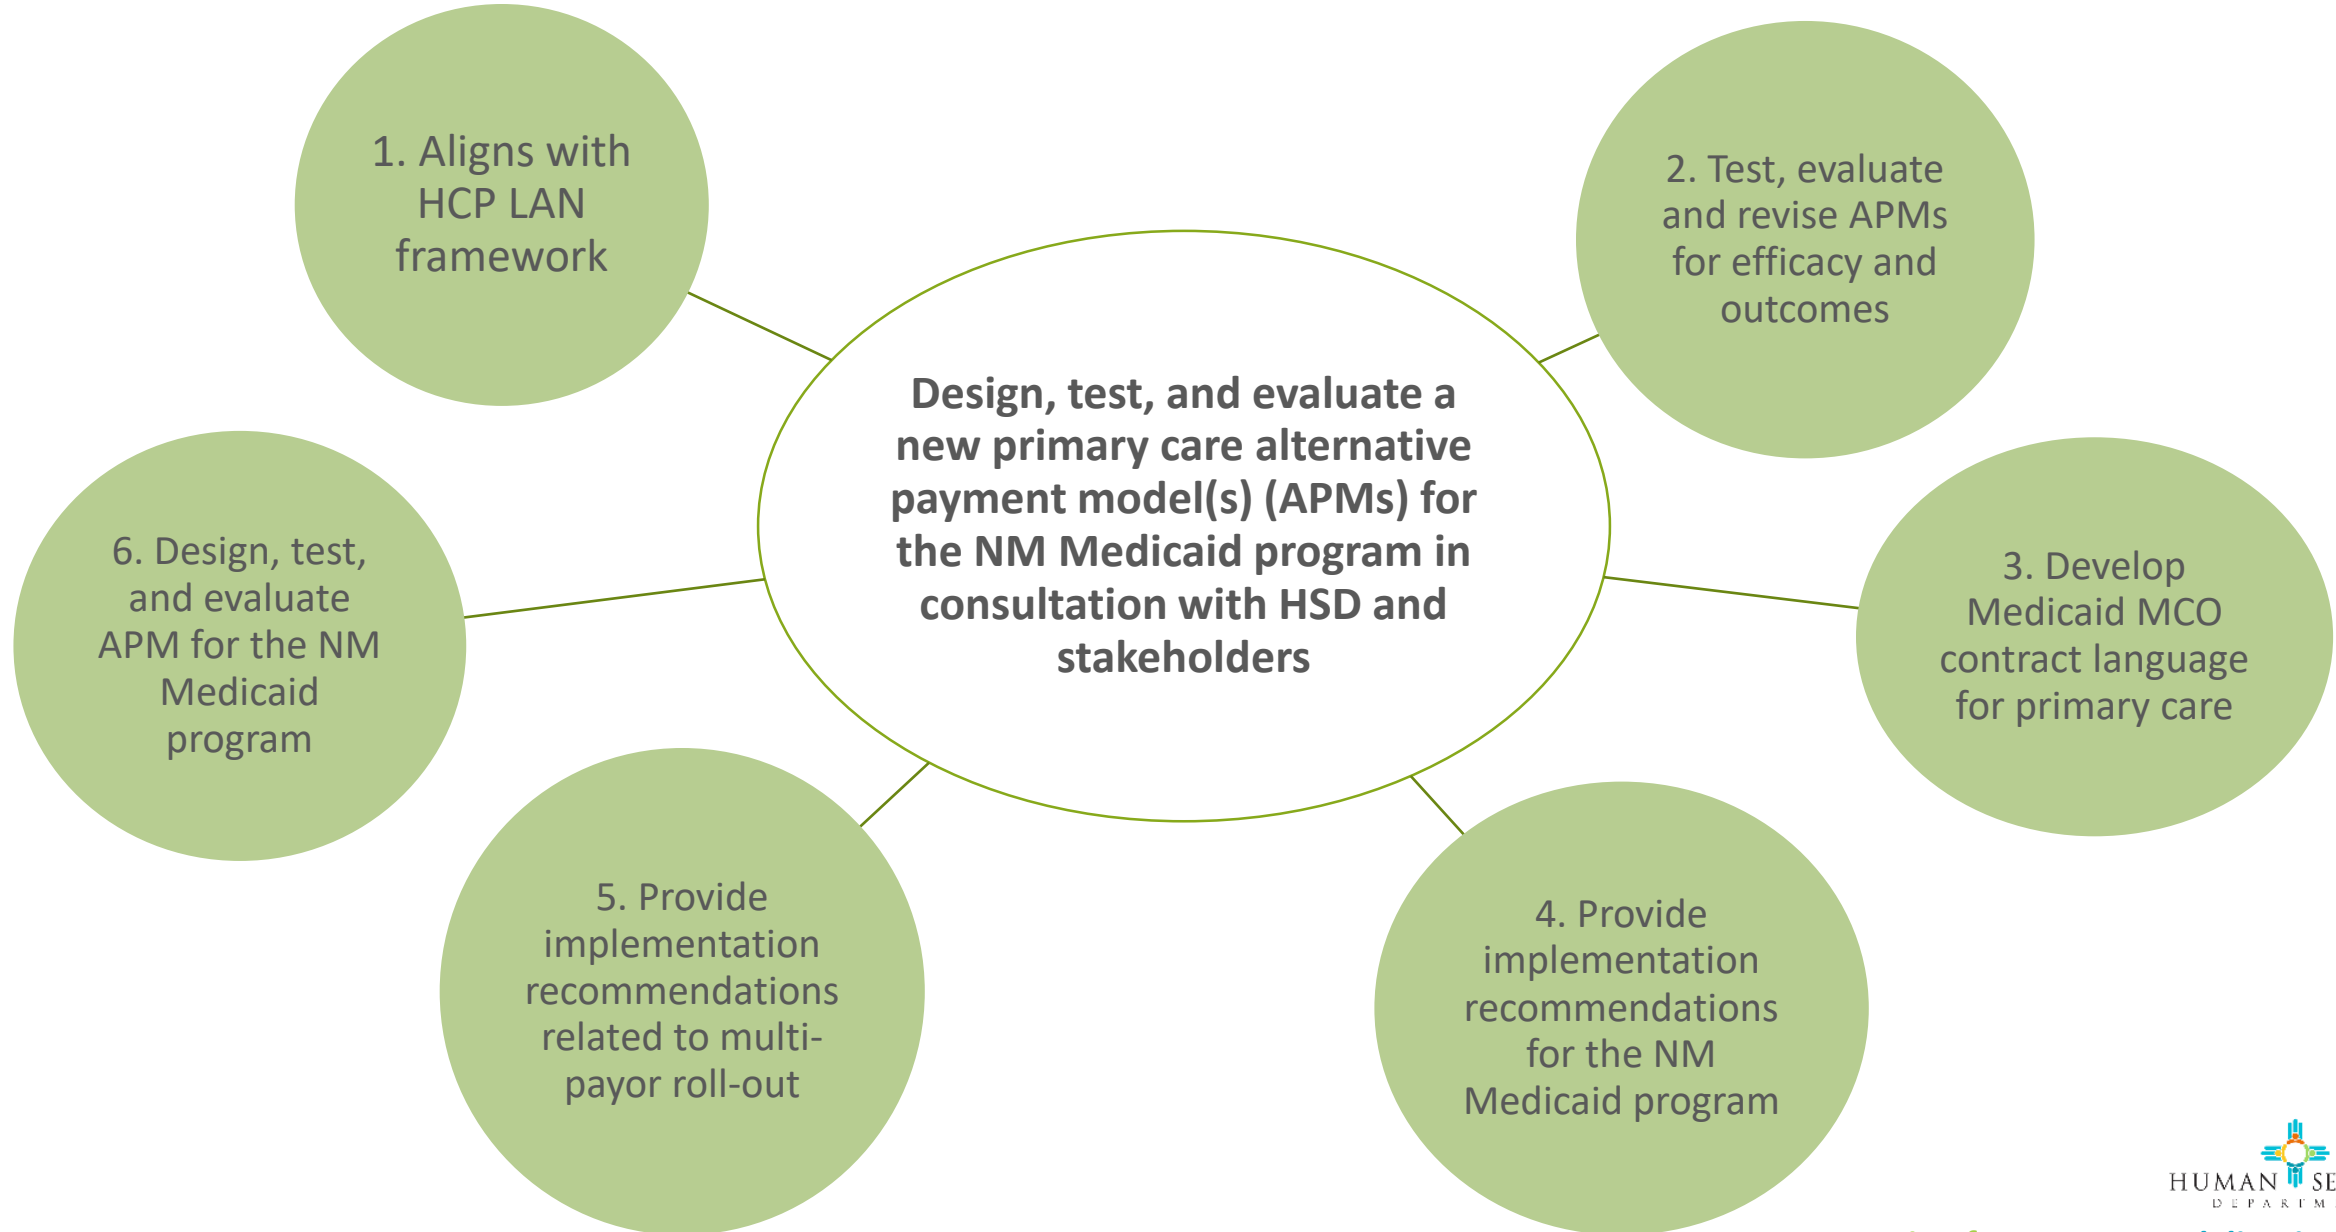 1. Aligns with
HCP LAN
framework
2. Test, evaluate
and revise APMs
for efficacy and
outcomes
Design, test, and evaluate a
new primary care alternative
payment model(s) (APMs) for
the NM Medicaid program in
consultation with HSD and
stakeholders
3. Develop
Medicaid MCO
contract language
for primary care
4. Provide
implementation
recommendations
for the NM
Medicaid program
5. Provide
implementation
recommendations
related to multi-
payor roll-out
6. Design, test,
and evaluate
APM for the NM
Medicaid
program
HUMAN SE
DEPARTM